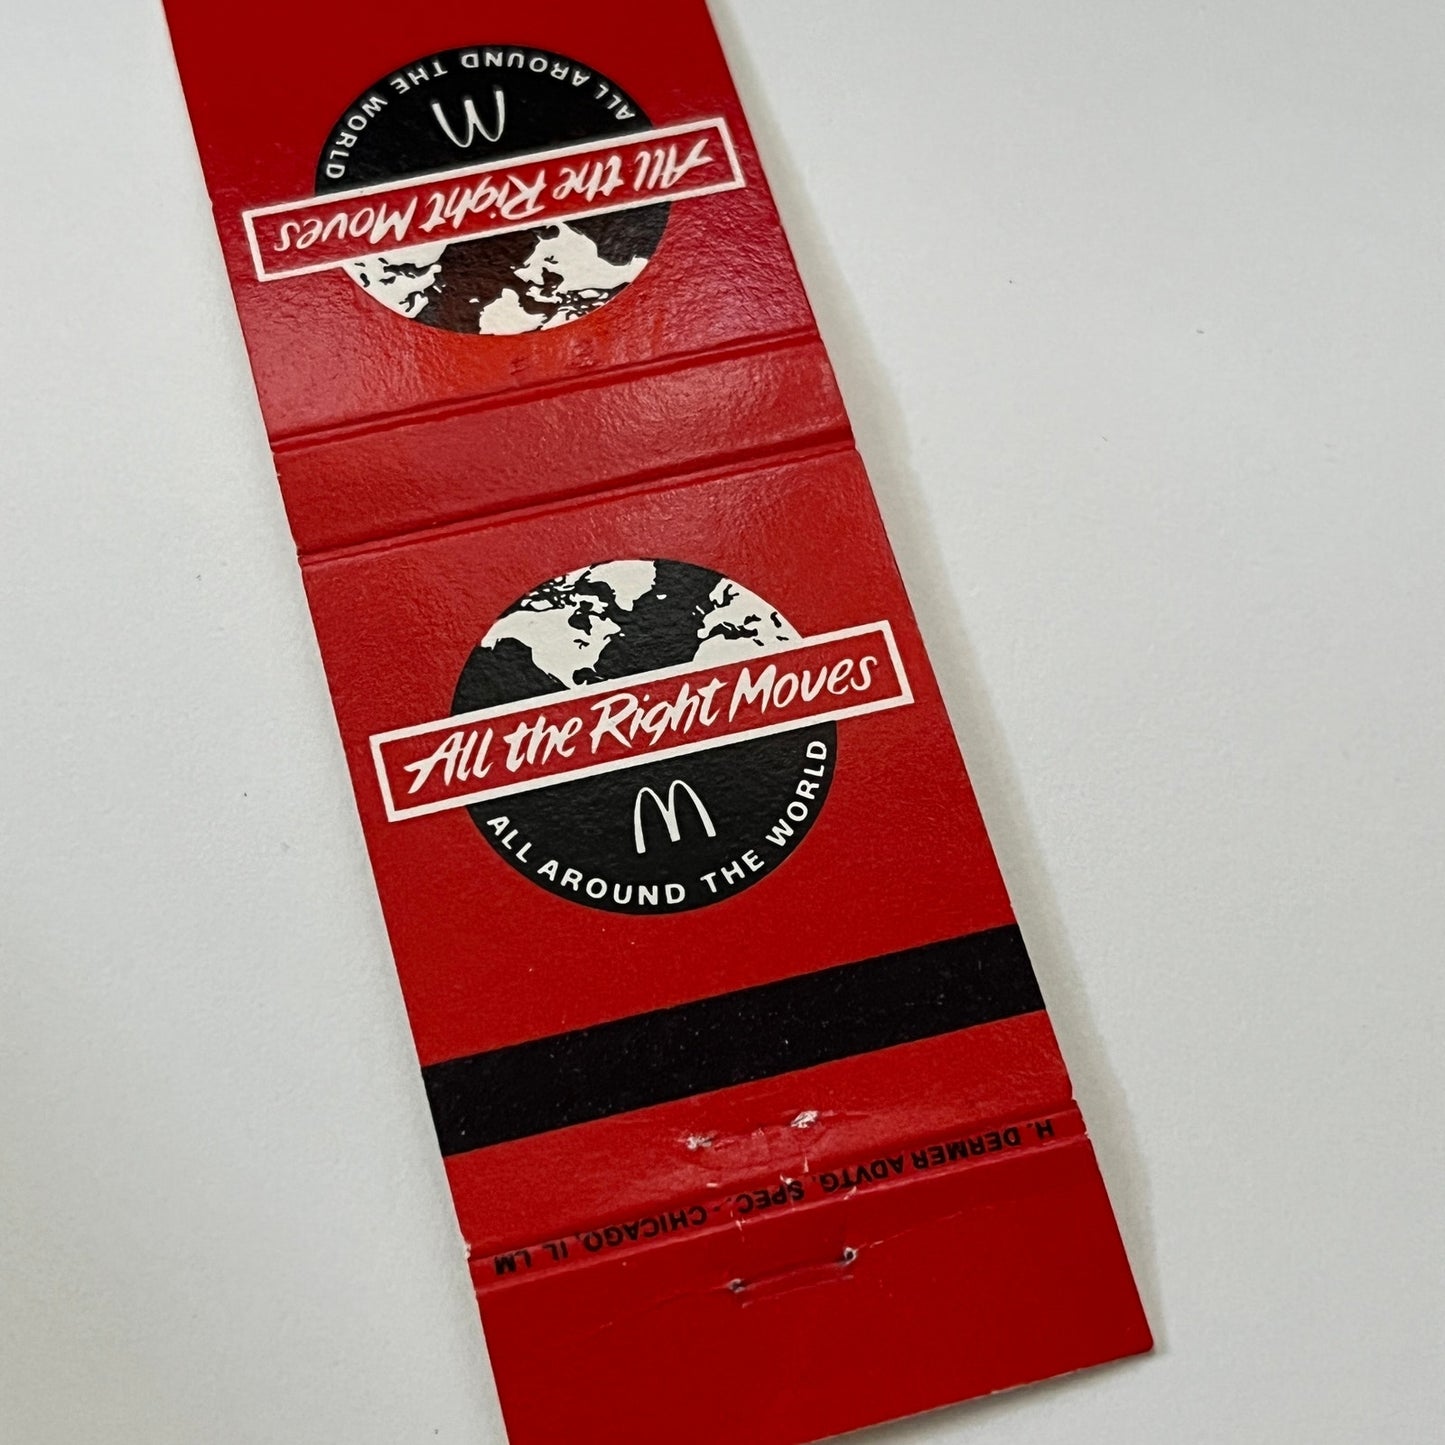 ALL AROUND THE WORLD
M
All the Right Moves
All the Right Moves
M
ALL AROUND THE WORLD
H. DERMER ADVTG. SPEC. - CHICAGO, IL LM